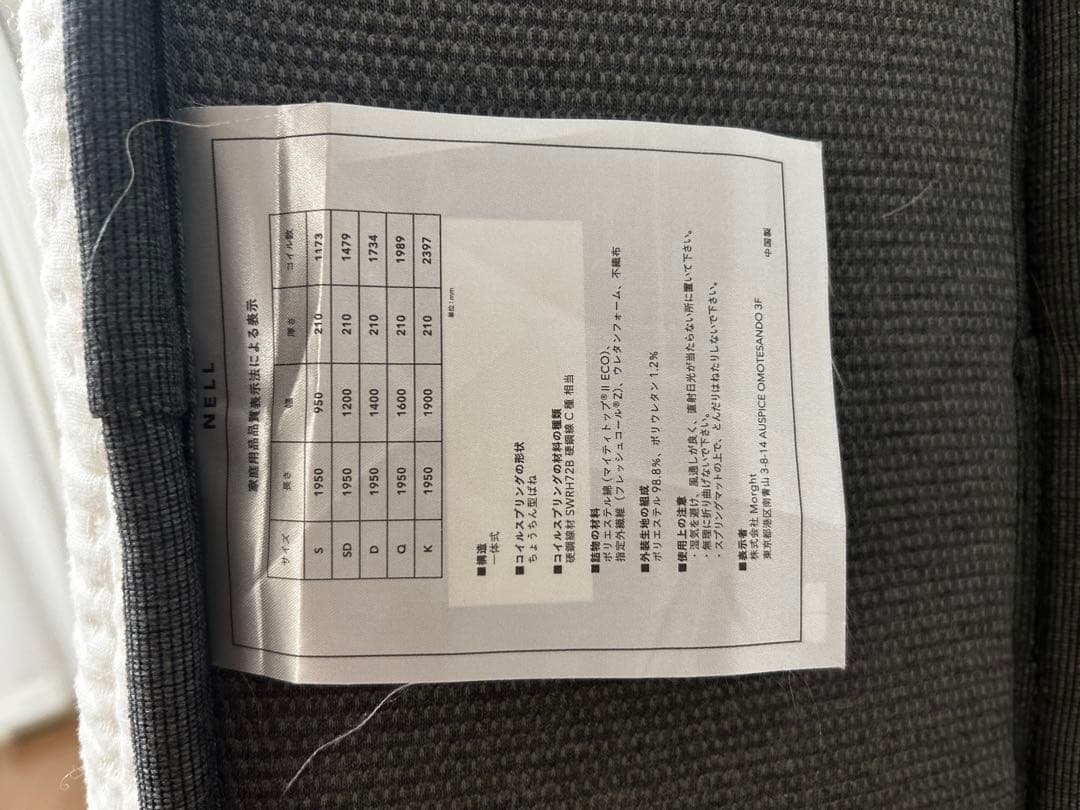 NELL
家庭用品品質表示法による表示
サイズ 長さ 幅 厚さ コイル数
S 1950 950 210 1173
SD 1950 1200 210 1479
D 1950 1400 210 1734
Q 1950 1600 210 1989
K 1950 1900 210 2397
単位:mm
■構造
一体式
■コイルスプリングの形状
ちょうちん型ばね
■コイルスプリングの材料の種類
硬鋼線材 SWRH72B 硬鋼線 C 種 相当
■詰物の材料
ポリエステル綿 (マイティトップ®II ECO)、
指定外繊維 (フレッシュコール®2)、ウレタンフォーム、不織布
■外装生地の組成
ポリエステル 98.8%、ポリウレタン 1.2%
■使用上の注意
・湿気を避け、風通しが良く、直射日光が当たらない所に置いて下さい。
・無理に折り曲げないで下さい。
・スプリングマットの上で、とんだりはねたりしないで下さい。
■表示者
株式会社 Morght
東京都港区南青山 3-8-14 AUSPICE OMOTESANDO 3F
中国製